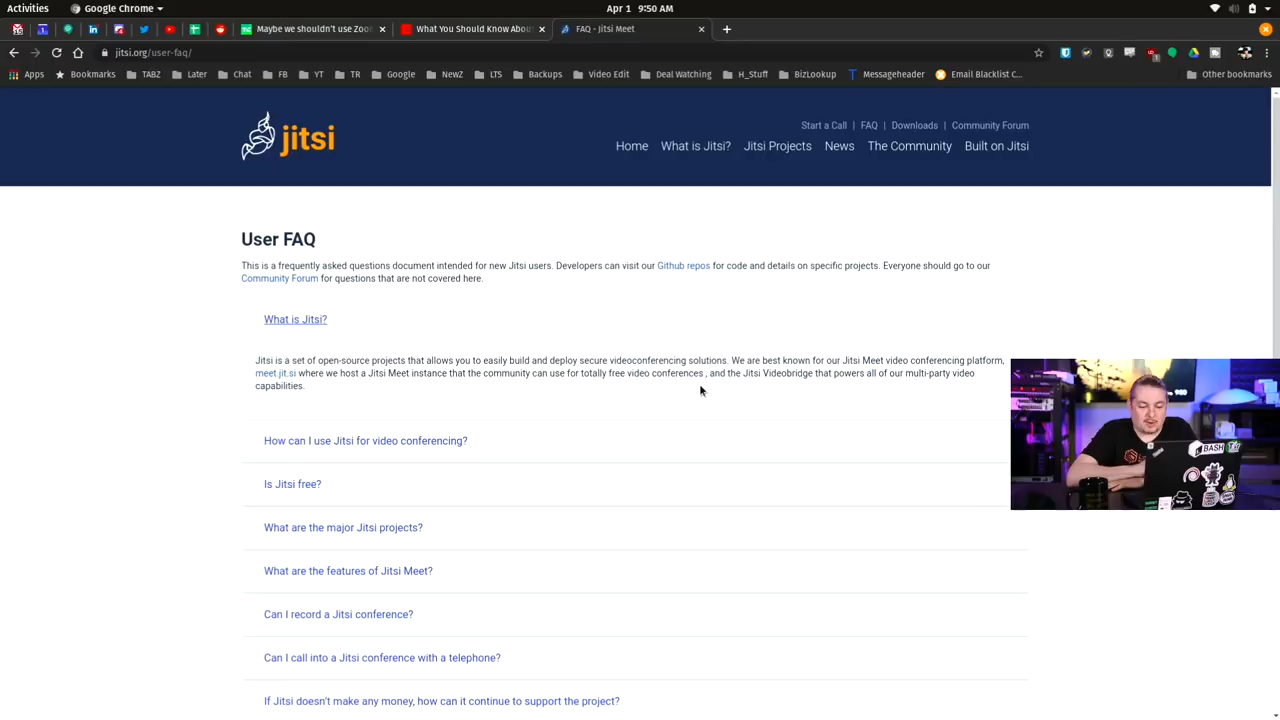 Activities
Google Chrome
Apr 1 9:50 AM
Maybe we shouldn't use Zoo
What You Should Know Abo
FAQ - Jitsi Meet
jitsi.org/user-faq/
Apps
Bookmarks
TABZ
Later
Chat
FB
YT
TR
Google
NewZ
LTS
Backups
Video Edit
Deal Watching
H_Stuff
BizLookup
Messageheader
Email Blacklist C...
Other bookmarks
jitsi
Start a Call | FAQ | Downloads | Community Forum
Home What is Jitsi? Jitsi Projects News The Community Built on Jitsi
User FAQ
This is a frequently asked questions document intended for new Jitsi users. Developers can visit our Github repos for code and details on specific projects. Everyone should go to our
Community Forum for questions that are not covered here.
What is Jitsi?
Jitsi is a set of open-source projects that allows you to easily build and deploy secure videoconferencing solutions. We are best known for our Jitsi Meet video conferencing platform,
meet.jit.si where we host a Jitsi Meet instance that the community can use for totally free video conferences , and the Jitsi Videobridge that powers all of our multi-party video
capabilities.
How can I use Jitsi for video conferencing?
Is Jitsi free?
What are the major Jitsi projects?
What are the features of Jitsi Meet?
Can I record a Jitsi conference?
Can I call into a Jitsi conference with a telephone?
If Jitsi doesn't make any money, how can it continue to support the project?
980
BASH